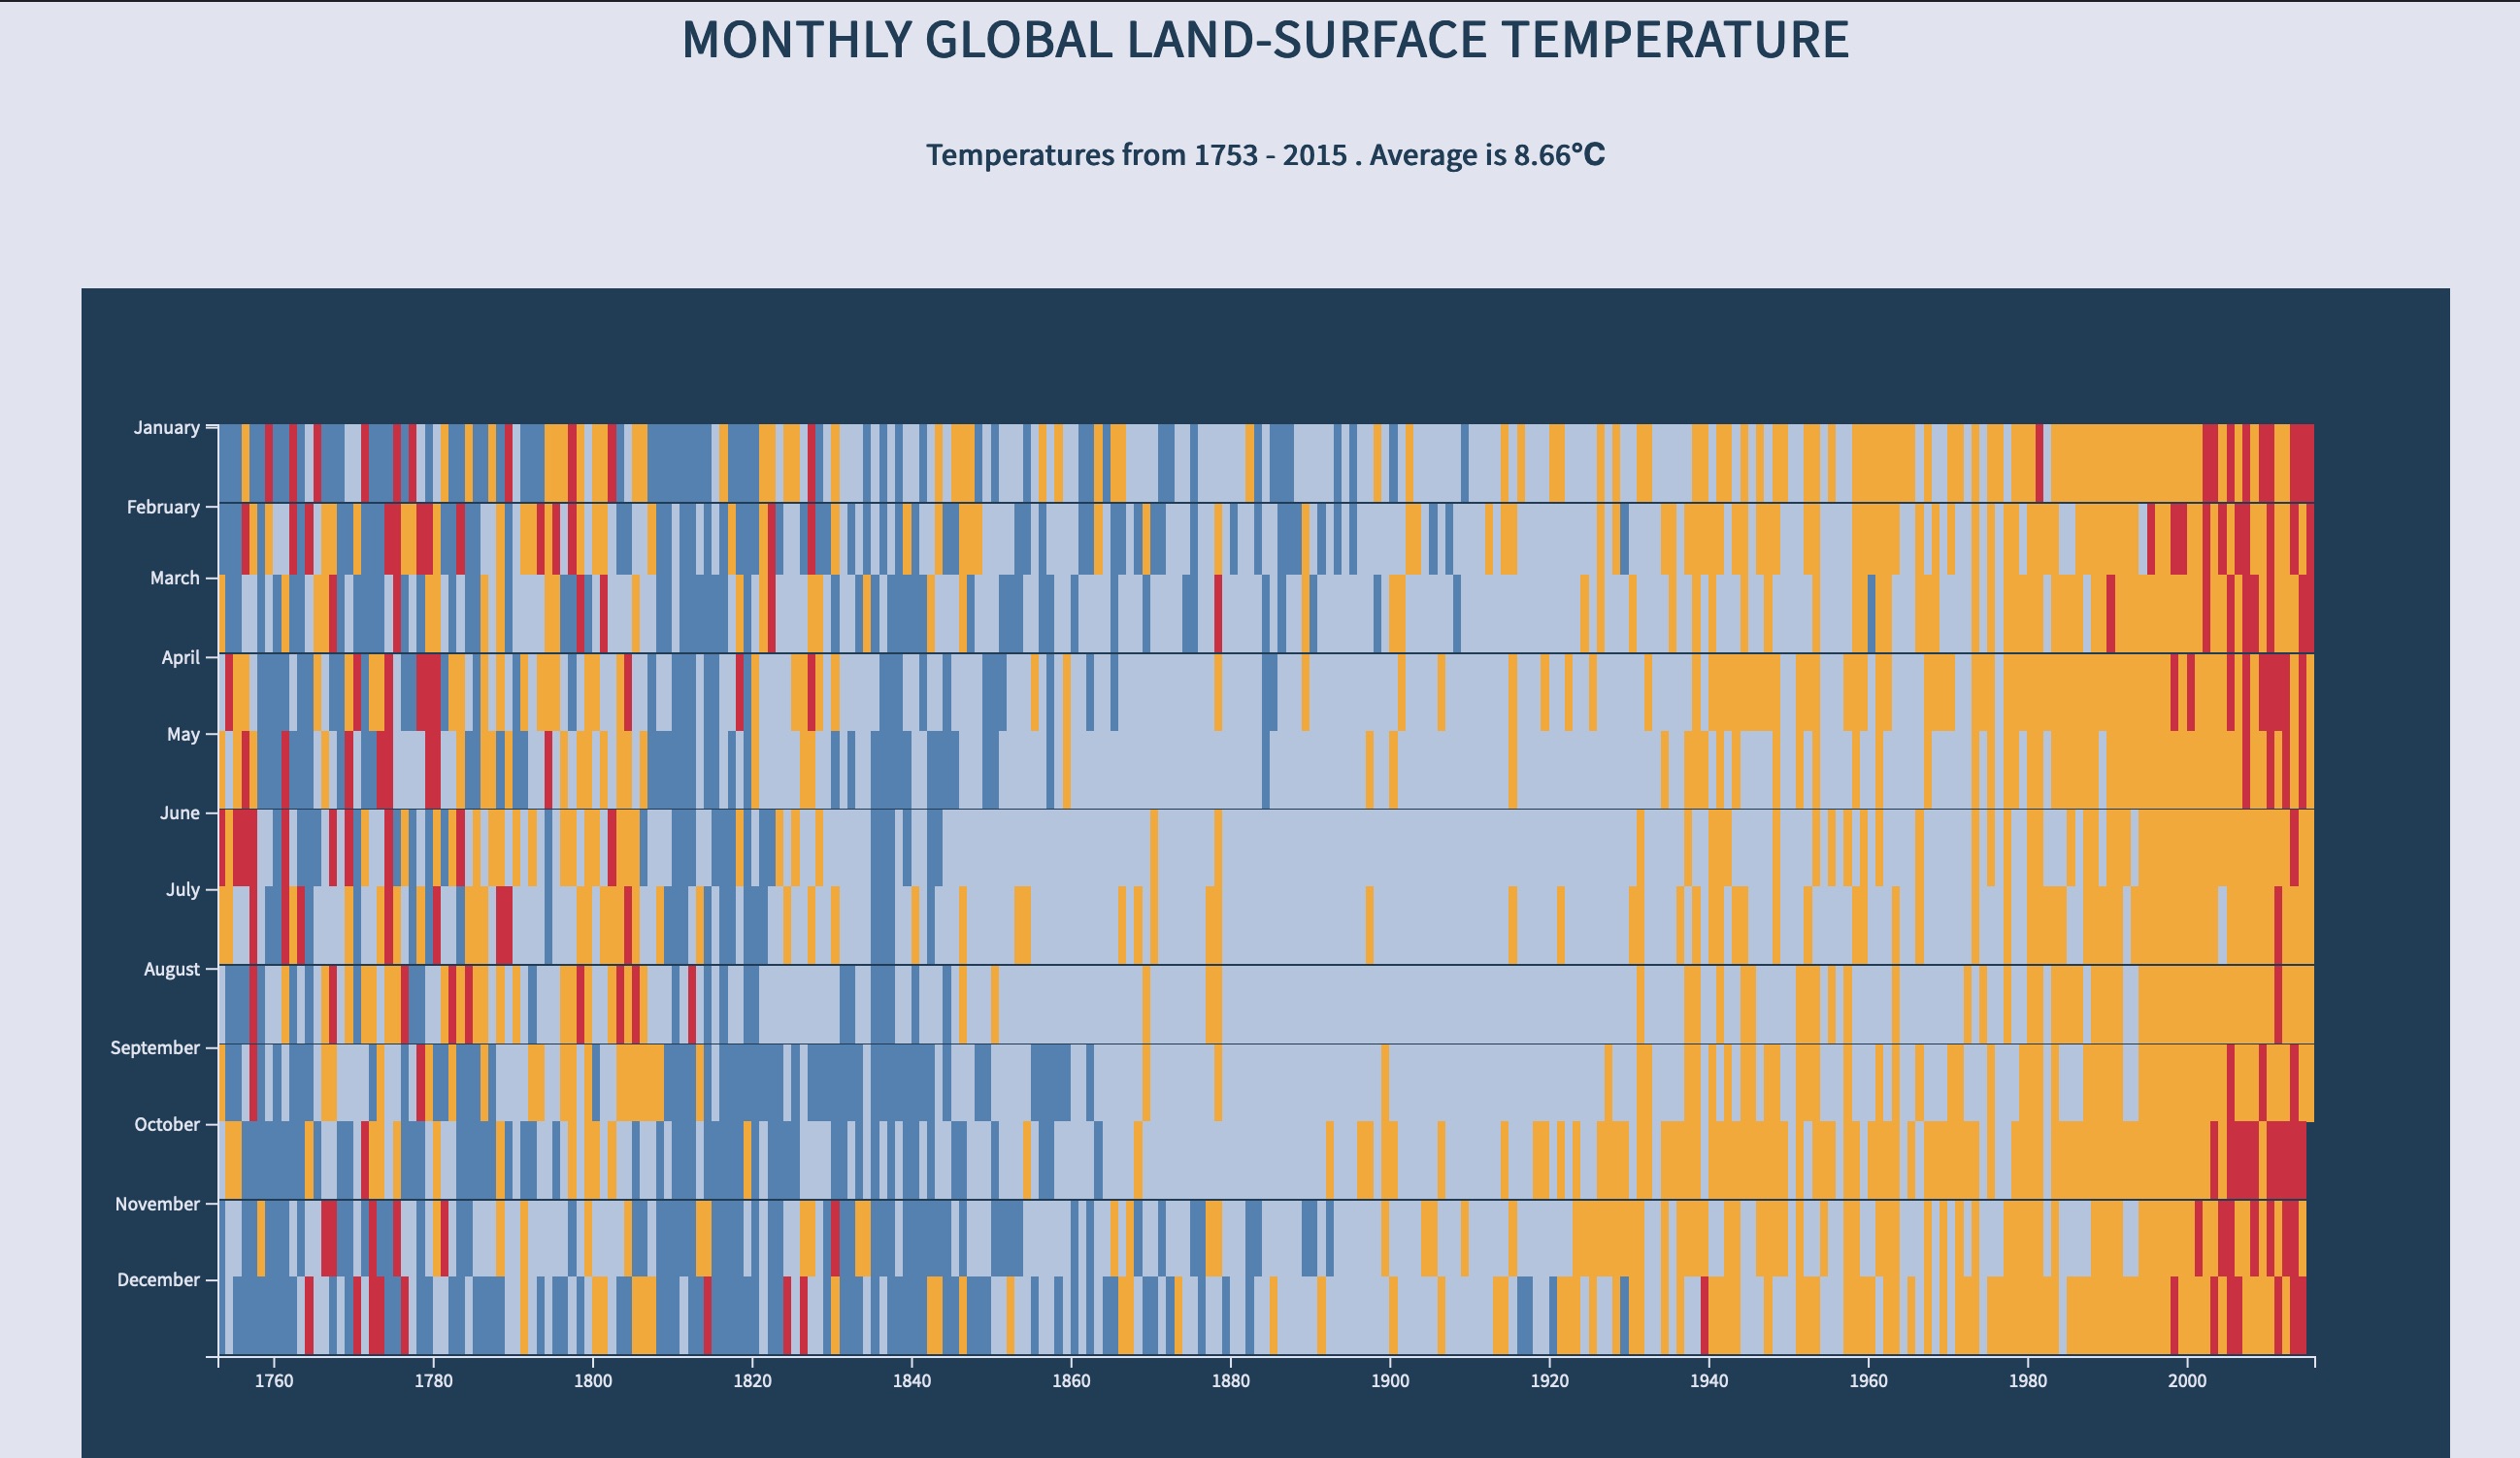 MONTHLY GLOBAL LAND-SURFACE TEMPERATURE
Temperatures from 1753 - 2015 . Average is 8.66℃
January
February
March
April
May
June
July
August
September
October
November
December
1760 1780 1800 1820 1840 1860 1880 1900 1920 1940 1960 1980 2000